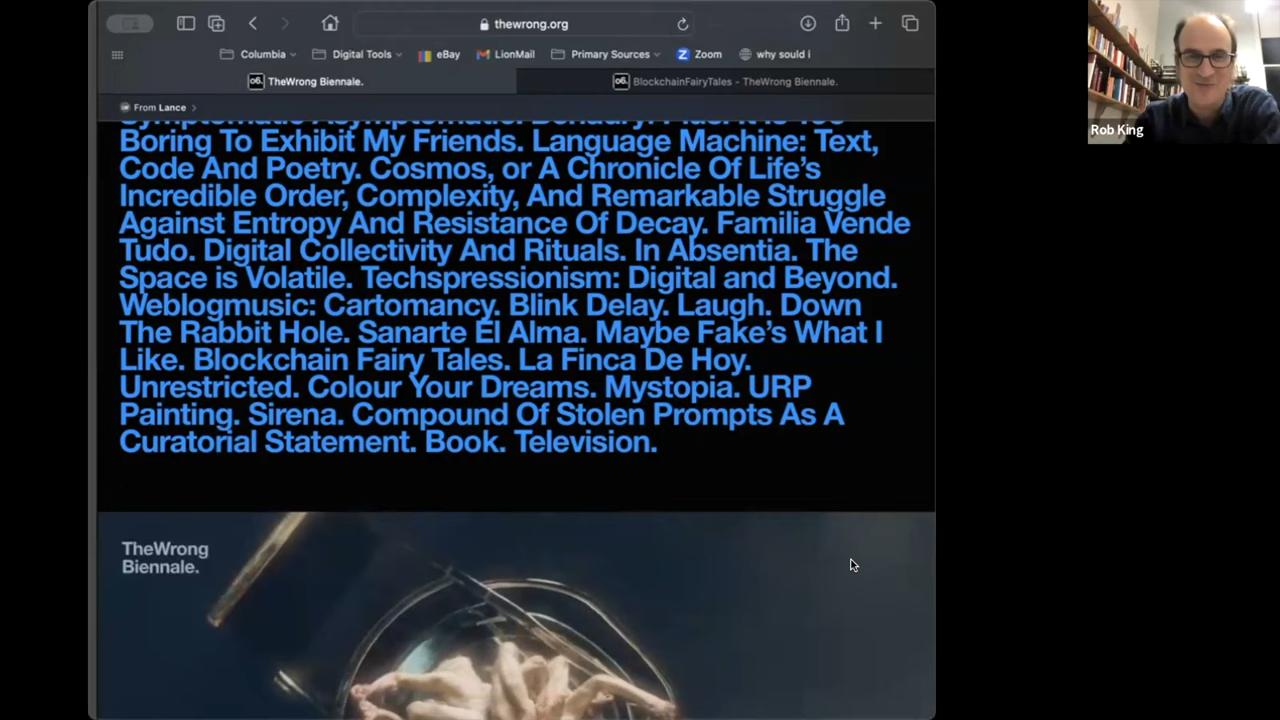 thewrong.org
Columbia
Digital Tools
eBay
LionMail
Primary Sources
Zoom
why sould i
o6. TheWrong Biennale.
o6. BlockchainFairyTales - TheWrong Biennale.
From Lance
Rob King
Symptomatic Asymptomatic.
Boring To Exhibit My Friends. Language Machine: Text,
Code And Poetry. Cosmos, or A Chronicle Of Life's
Incredible Order, Complexity, And Remarkable Struggle
Against Entropy And Resistance Of Decay. Familia Vende
Tudo. Digital Collectivity And Rituals. In Absentia. The
Space is Volatile. Techspressionism: Digital and Beyond.
Weblogmusic: Cartomancy. Blink Delay. Laugh. Down
The Rabbit Hole. Sanarte El Alma. Maybe Fake's What I
Like. Blockchain Fairy Tales. La Finca De Hoy.
Unrestricted. Colour Your Dreams. Mystopia. URP
Painting. Sirena. Compound Of Stolen Prompts As A
Curatorial Statement. Book. Television.
TheWrong
Biennale.